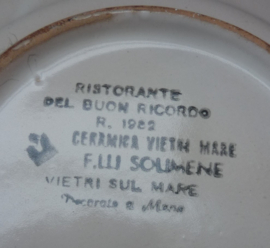 RISTORANTE
DEL BUON RICORDO
R. 1982
CERAMICA VIETRI MARE
F.LLI SOLIMENE
VIETRI SUL MARE
Decorato a Mano